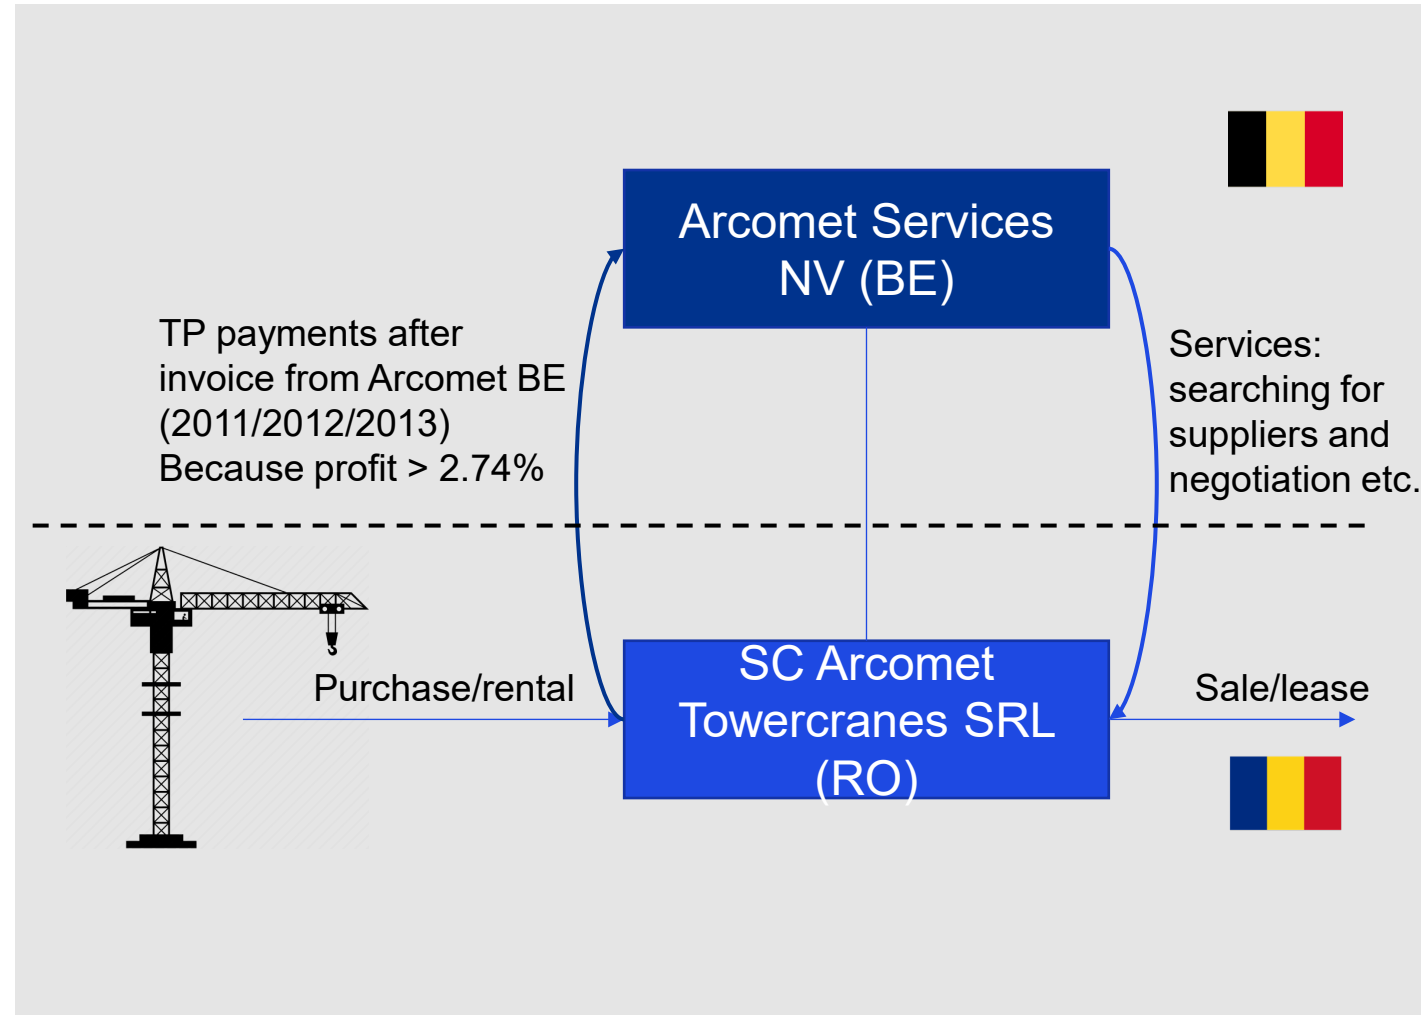 Arcomet Services
NV (BE)
TP payments after
invoice from Arcomet BE
(2011/2012/2013)
Because profit > 2.74%
Services:
searching for
suppliers and
negotiation etc.
Purchase/rental
SC Arcomet
Towercranes SRL
(RO)
Sale/lease